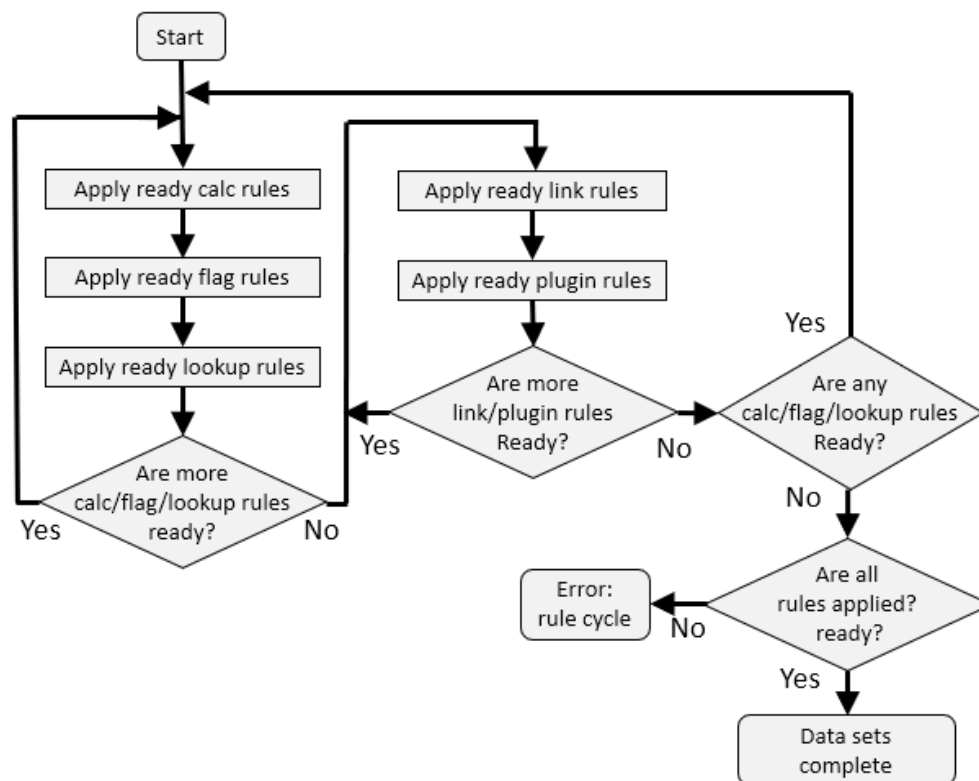 Start
Apply ready calc rules
Apply ready flag rules
Apply ready lookup rules
Are more
calc/flag/lookup rules
ready?
Yes
No
Apply ready link rules
Apply ready plugin rules
Are more
link/plugin rules
Ready?
Yes
No
Yes
Are any
calc/flag/lookup rules
Ready?
No
Are all
rules applied?
ready?
No
Error:
rule cycle
Yes
Data sets
complete